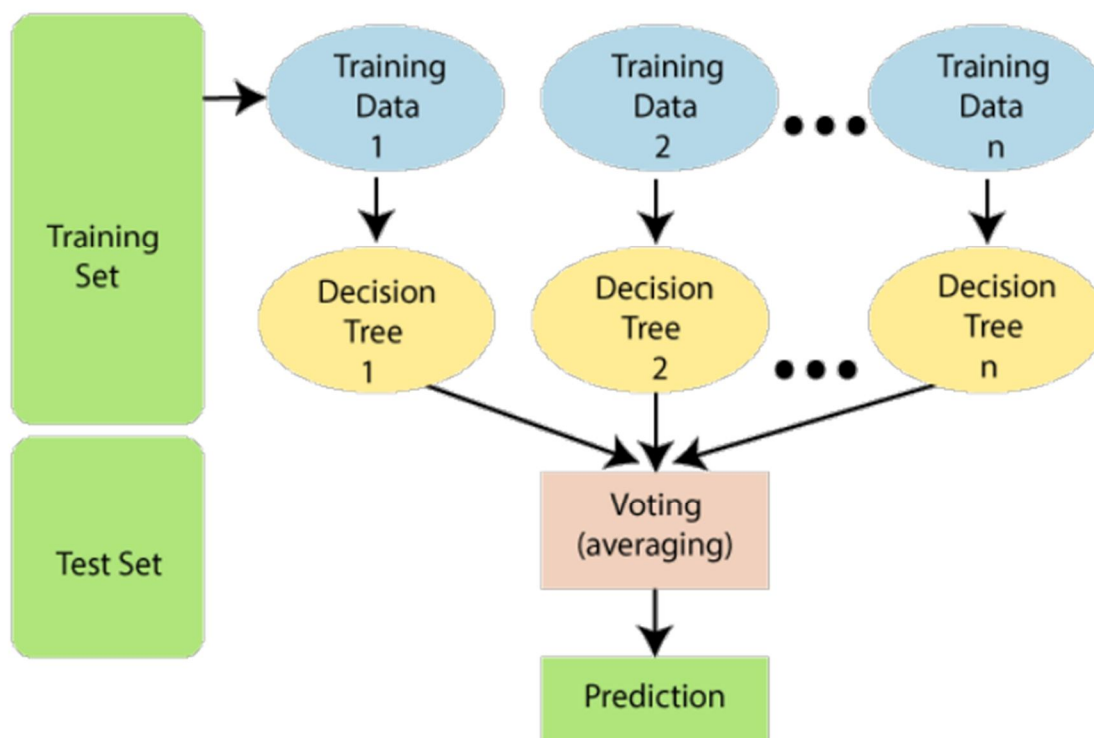 Training
Set
Training
Data
1
Training
Data
2
Training
Data
n
Decision
Tree
1
Decision
Tree
2
Decision
Tree
n
Test Set
Voting
(averaging)
Prediction